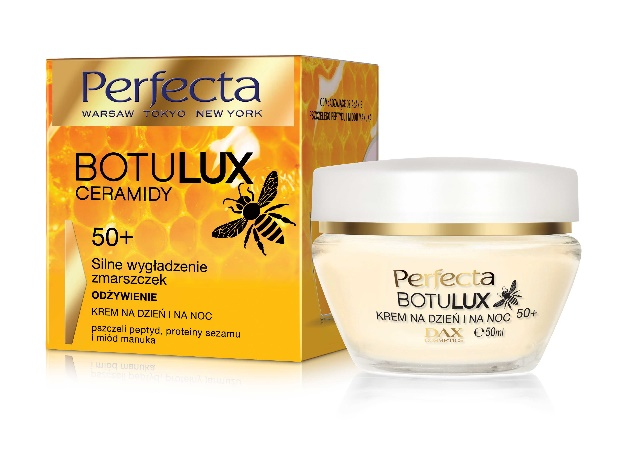 Perfecta
WARSAW TOKYO NEW YORK
BOTULUX
CERAMIDY
50+
Silne wygładzenie
zmarszczek
ODŻYWIENIE
KREM NA DZIEŃ I NA NOC
pszczeli peptyd, proteiny sezamu
i miód manuka
Perfecta
BOTULUX
KREM NA DZIEŃ I NA NOC 50+
DAX
COSMETICS
℮50ml